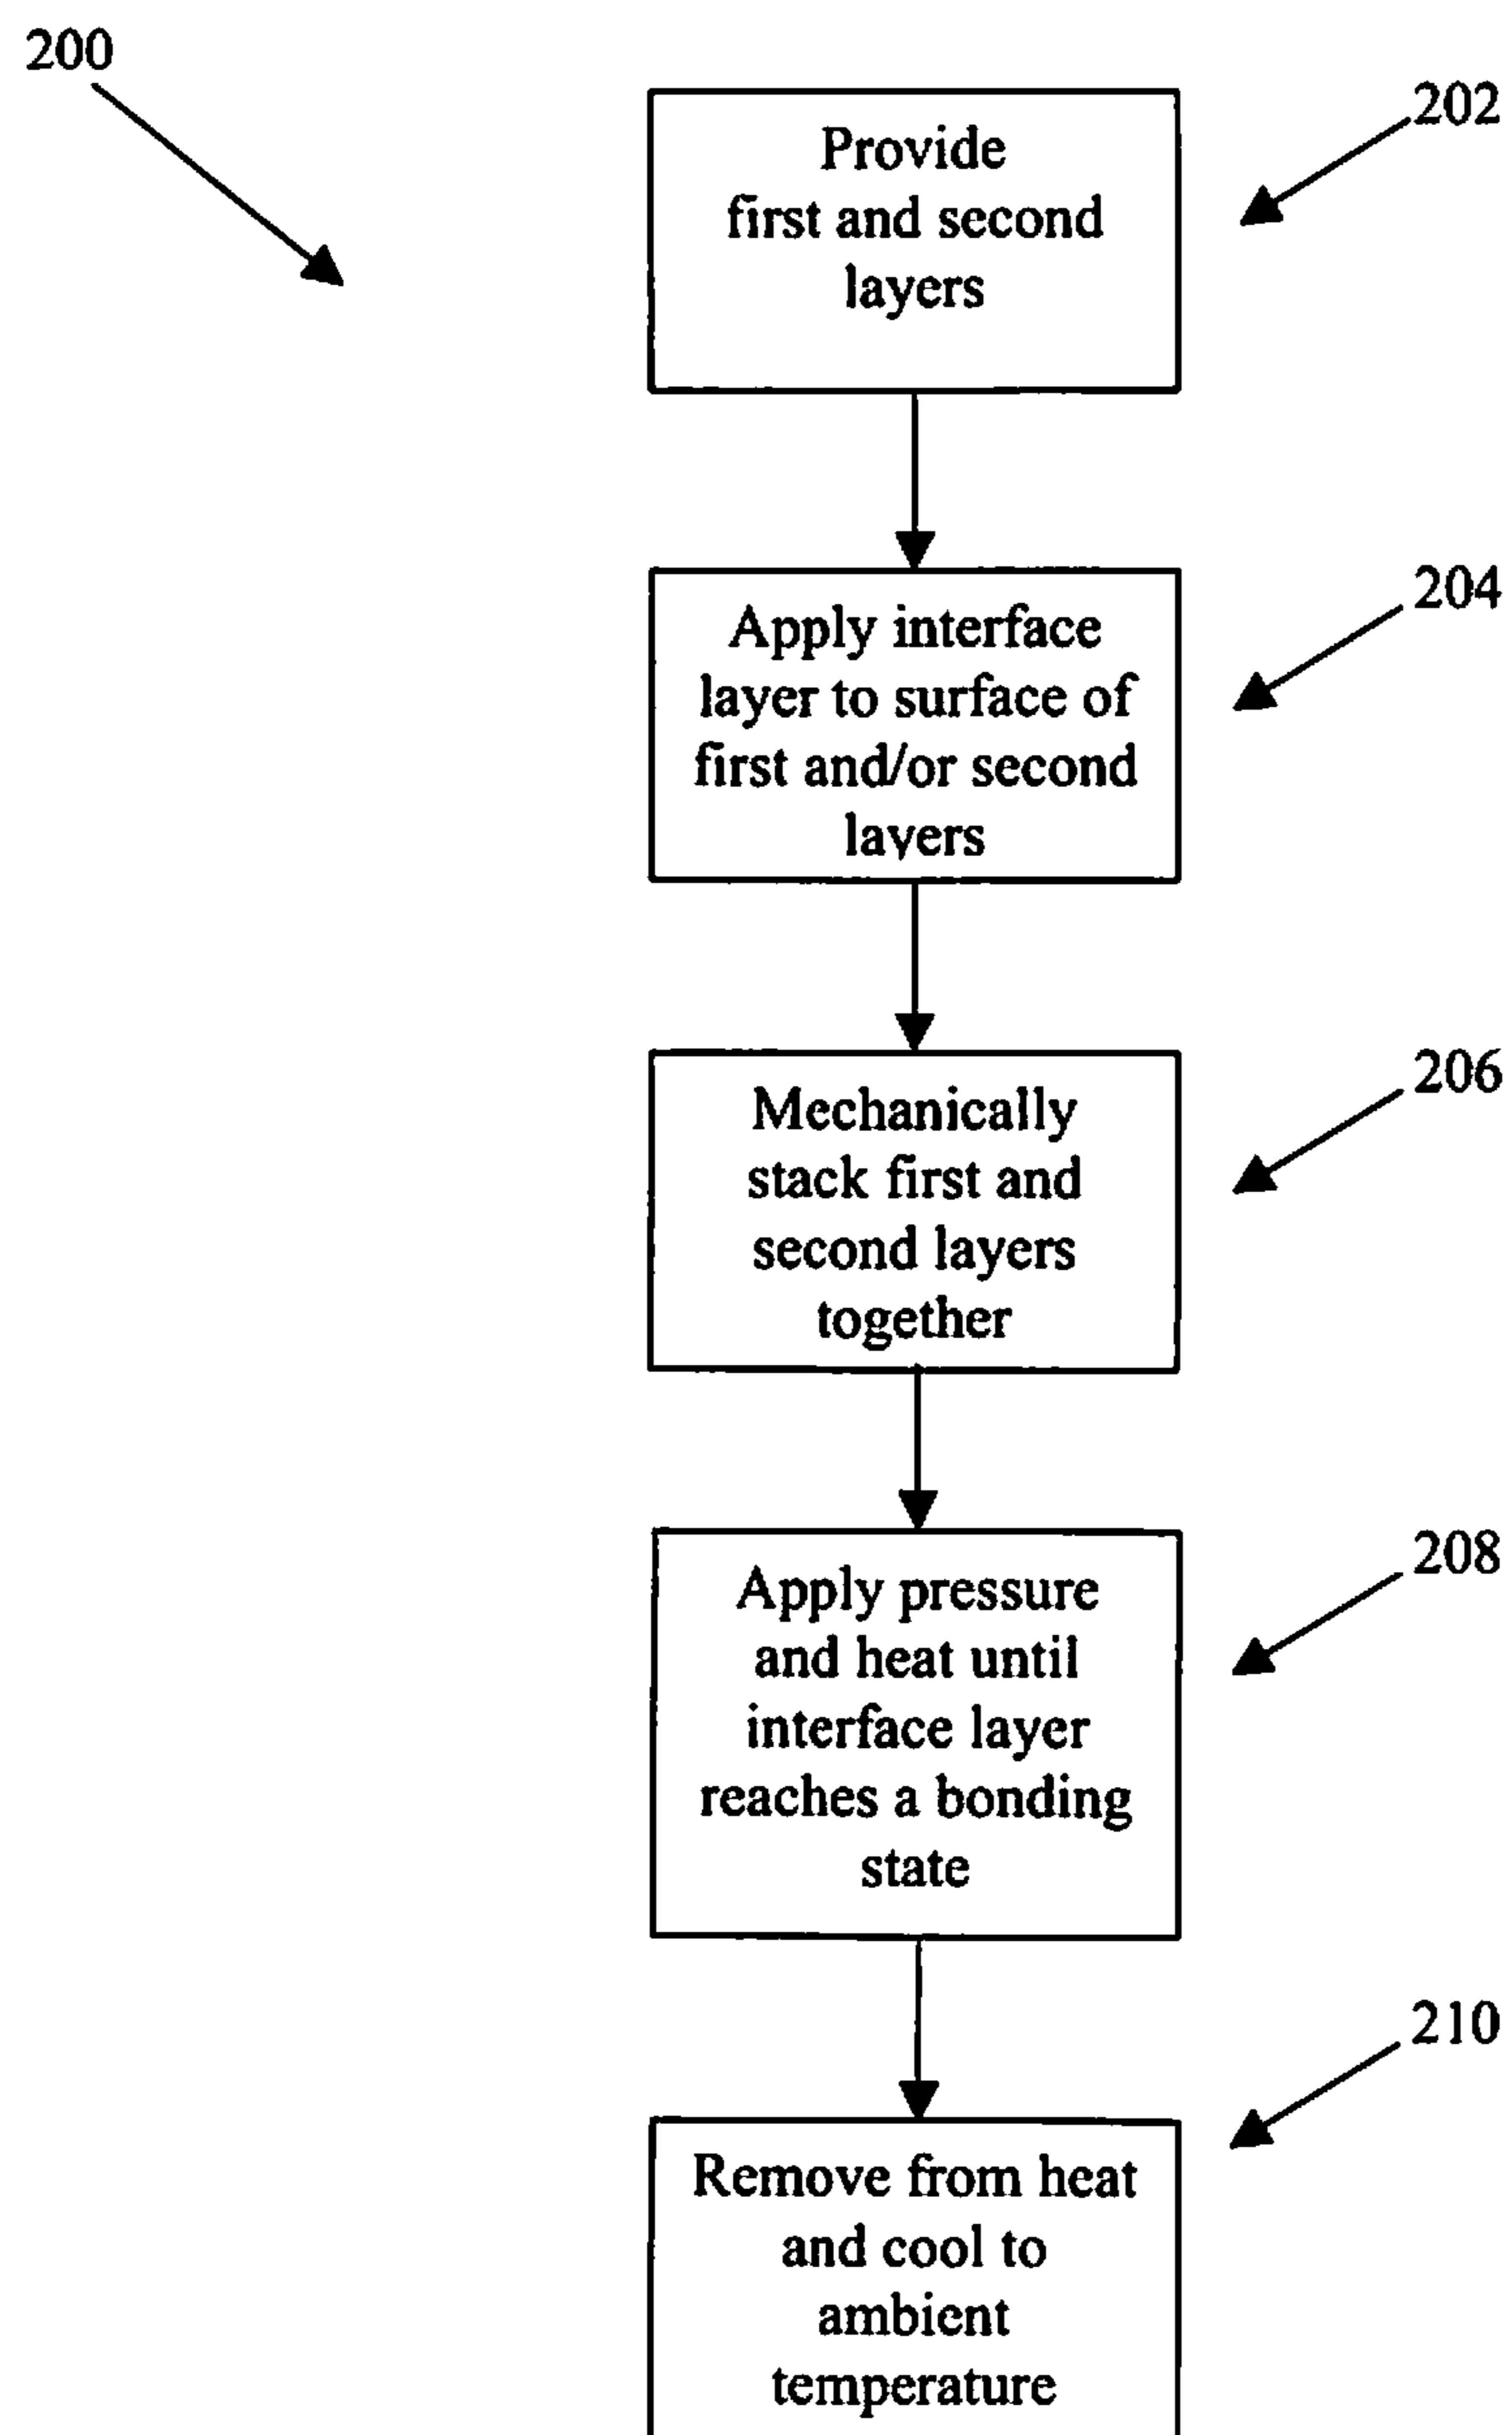 200
202
Provide
first and second
layers
204
Apply interface
layer to surface of
first and/or second
layers
206
Mechanically
stack first and
second layers
together
208
Apply pressure
and heat until
interface layer
reaches a bonding
state
210
Remove from heat
and cool to
ambient
temperature